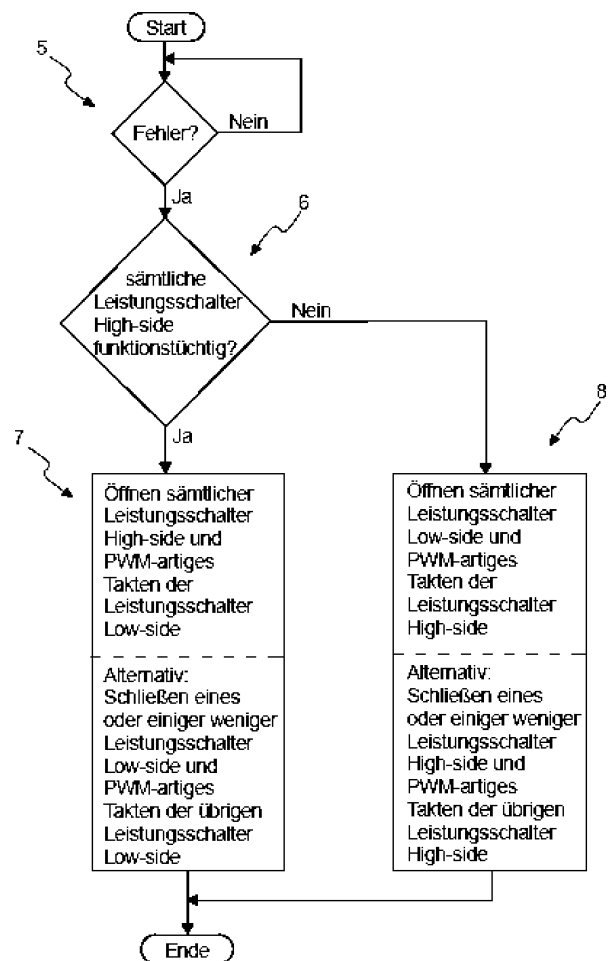 Start
5
Fehler?
Nein
Ja
6
sämtliche
Leistungsschalter
High-side
funktionstüchtig?
Nein
Ja
7
8
Öffnen sämtlicher
Leistungsschalter
High-side und
PWM-artiges
Takten der
Leistungsschalter
Low-side
Alternativ:
Schließen eines
oder einiger weniger
Leistungsschalter
Low-side und
PWM-artiges
Takten der übrigen
Leistungsschalter
Low-side
Öffnen sämtlicher
Leistungsschalter
Low-side und
PWM-artiges
Takten der
Leistungsschalter
High-side
Alternativ:
Schließen eines
oder einiger weniger
Leistungsschalter
High-side und
PWM-artiges
Takten der übrigen
Leistungsschalter
High-side
Ende